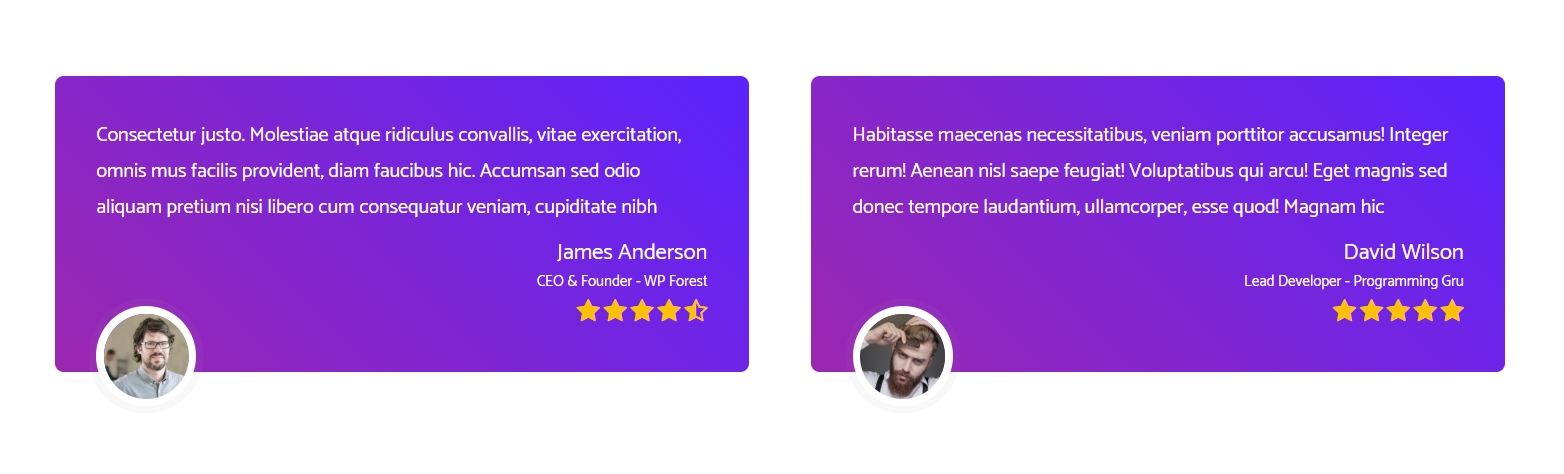 Consectetur justo. Molestiae atque ridiculus convallis, vitae exercitation,
omnis mus facilis provident, diam faucibus hic. Accumsan sed odio
aliquam pretium nisi libero cum consequatur veniam, cupiditate nibh
James Anderson
CEO & Founder - WP Forest
Habitasse maecenas necessitatibus, veniam porttitor accusamus! Integer
rerum! Aenean nisl saepe feugiat! Voluptatibus qui arcu! Eget magnis sed
donec tempore laudantium, ullamcorper, esse quod! Magnam hic
David Wilson
Lead Developer - Programming Gru